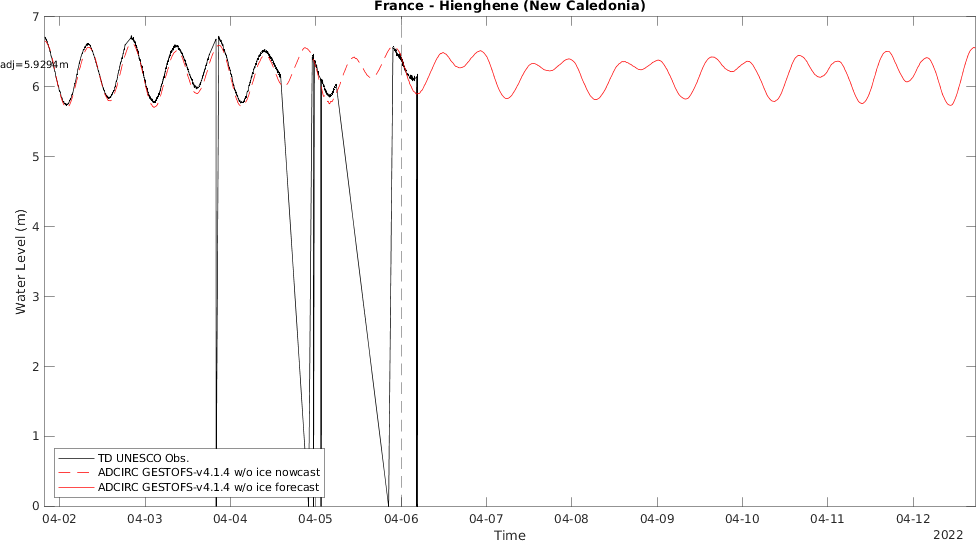 France - Hienghene (New Caledonia)
7
adj=5.9294m
6
5
4
3
2
1
0
Water Level (m)
TD UNESCO Obs.
ADCIRC GESTOFS-v4.1.4 w/o ice nowcast
ADCIRC GESTOFS-v4.1.4 w/o ice forecast
04-02 04-03 04-04 04-05 04-06 04-07 04-08 04-09 04-10 04-11 04-12
Time
2022